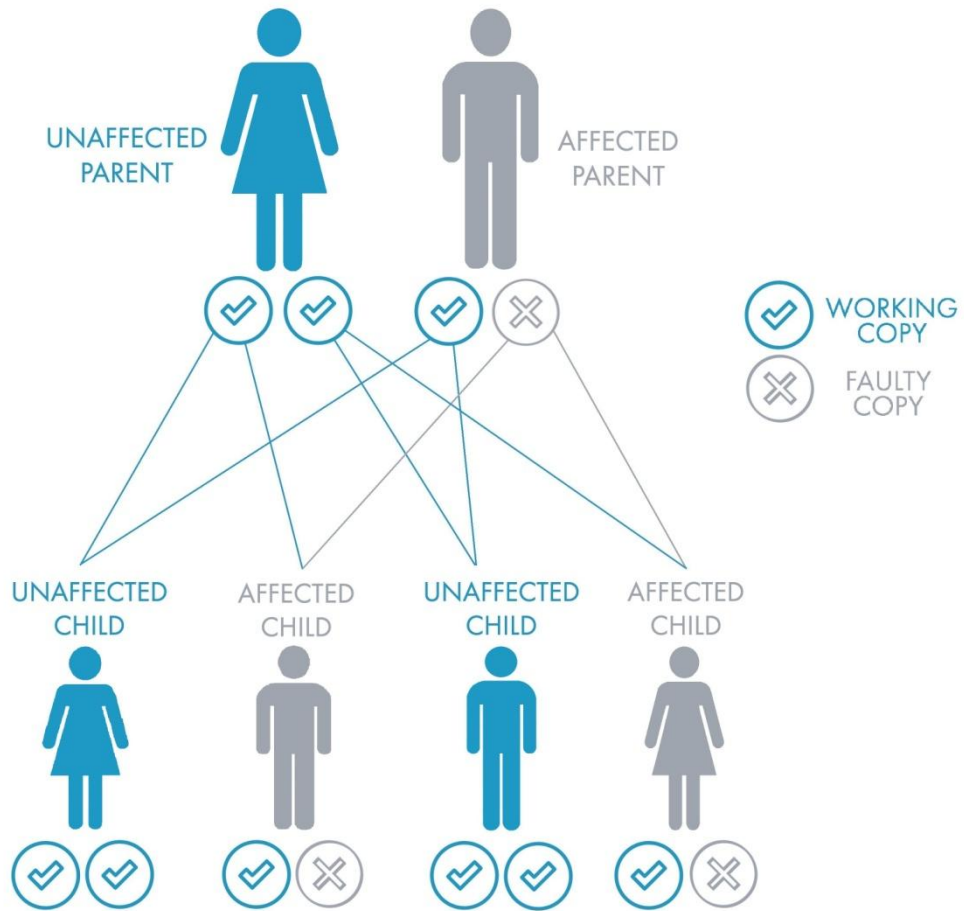 UNAFFECTED
PARENT
AFFECTED
PARENT
WORKING
COPY
FAULTY
COPY
UNAFFECTED
CHILD
AFFECTED
CHILD
UNAFFECTED
CHILD
AFFECTED
CHILD